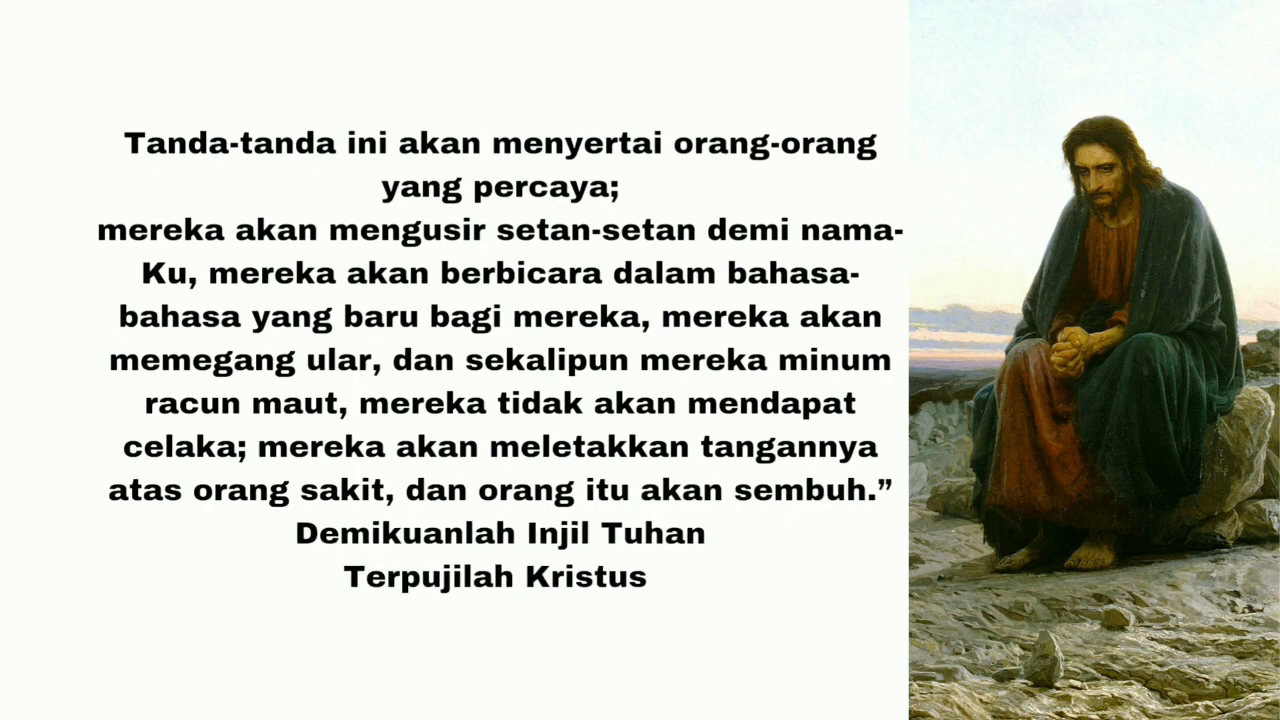 Tanda-tanda ini akan menyertai orang-orang
yang percaya;
mereka akan mengusir setan-setan demi nama-
Ku, mereka akan berbicara dalam bahasa-
bahasa yang baru bagi mereka, mereka akan
memegang ular, dan sekalipun mereka minum
racun maut, mereka tidak akan mendapat
celaka; mereka akan meletakkan tangannya
atas orang sakit, dan orang itu akan sembuh.”
Demikuanlah Injil Tuhan
Terpujilah Kristus